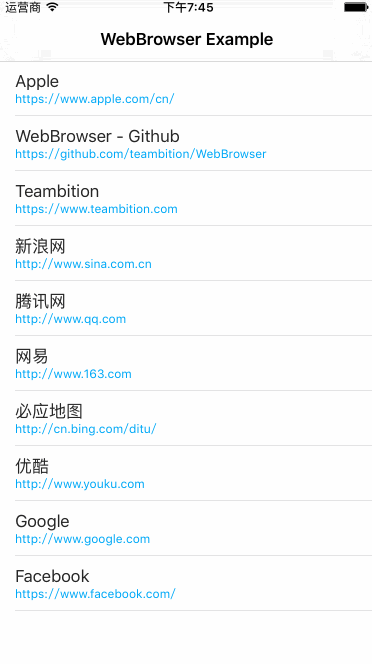 运营商 下午7:45
WebBrowser Example
Apple
https://www.apple.com/cn/
WebBrowser - Github
https://github.com/teambition/WebBrowser
Teambition
https://www.teambition.com
新浪网
http://www.sina.com.cn
腾讯网
http://www.qq.com
网易
http://www.163.com
必应地图
http://cn.bing.com/ditu/
优酷
http://www.youku.com
Google
http://www.google.com
Facebook
https://www.facebook.com/